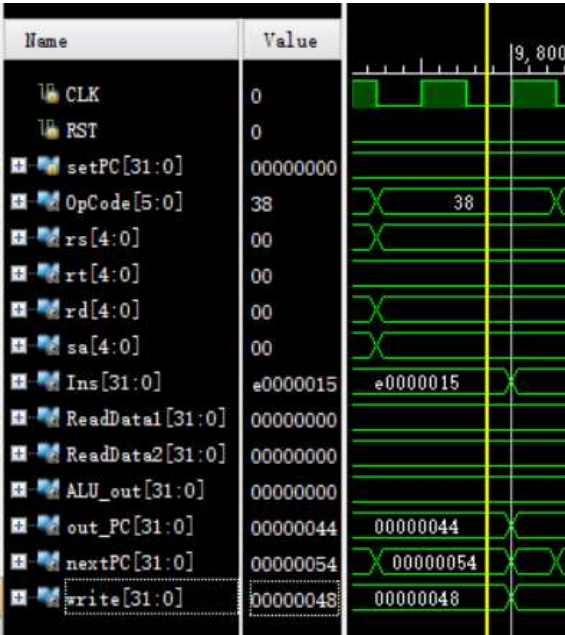 Name Value
9,800
CLK 0
RST 0
setPC[31:0] 00000000
OpCode[5:0] 38 38
rs[4:0] 00
rt[4:0] 00
rd[4:0] 00
sa[4:0] 00
Ins[31:0] e0000015 e0000015
ReadData1[31:0] 00000000
ReadData2[31:0] 00000000
ALU_out[31:0] 00000000
out_PC[31:0] 00000044 00000044
nextPC[31:0] 00000054 00000054
write[31:0] 00000048 00000048